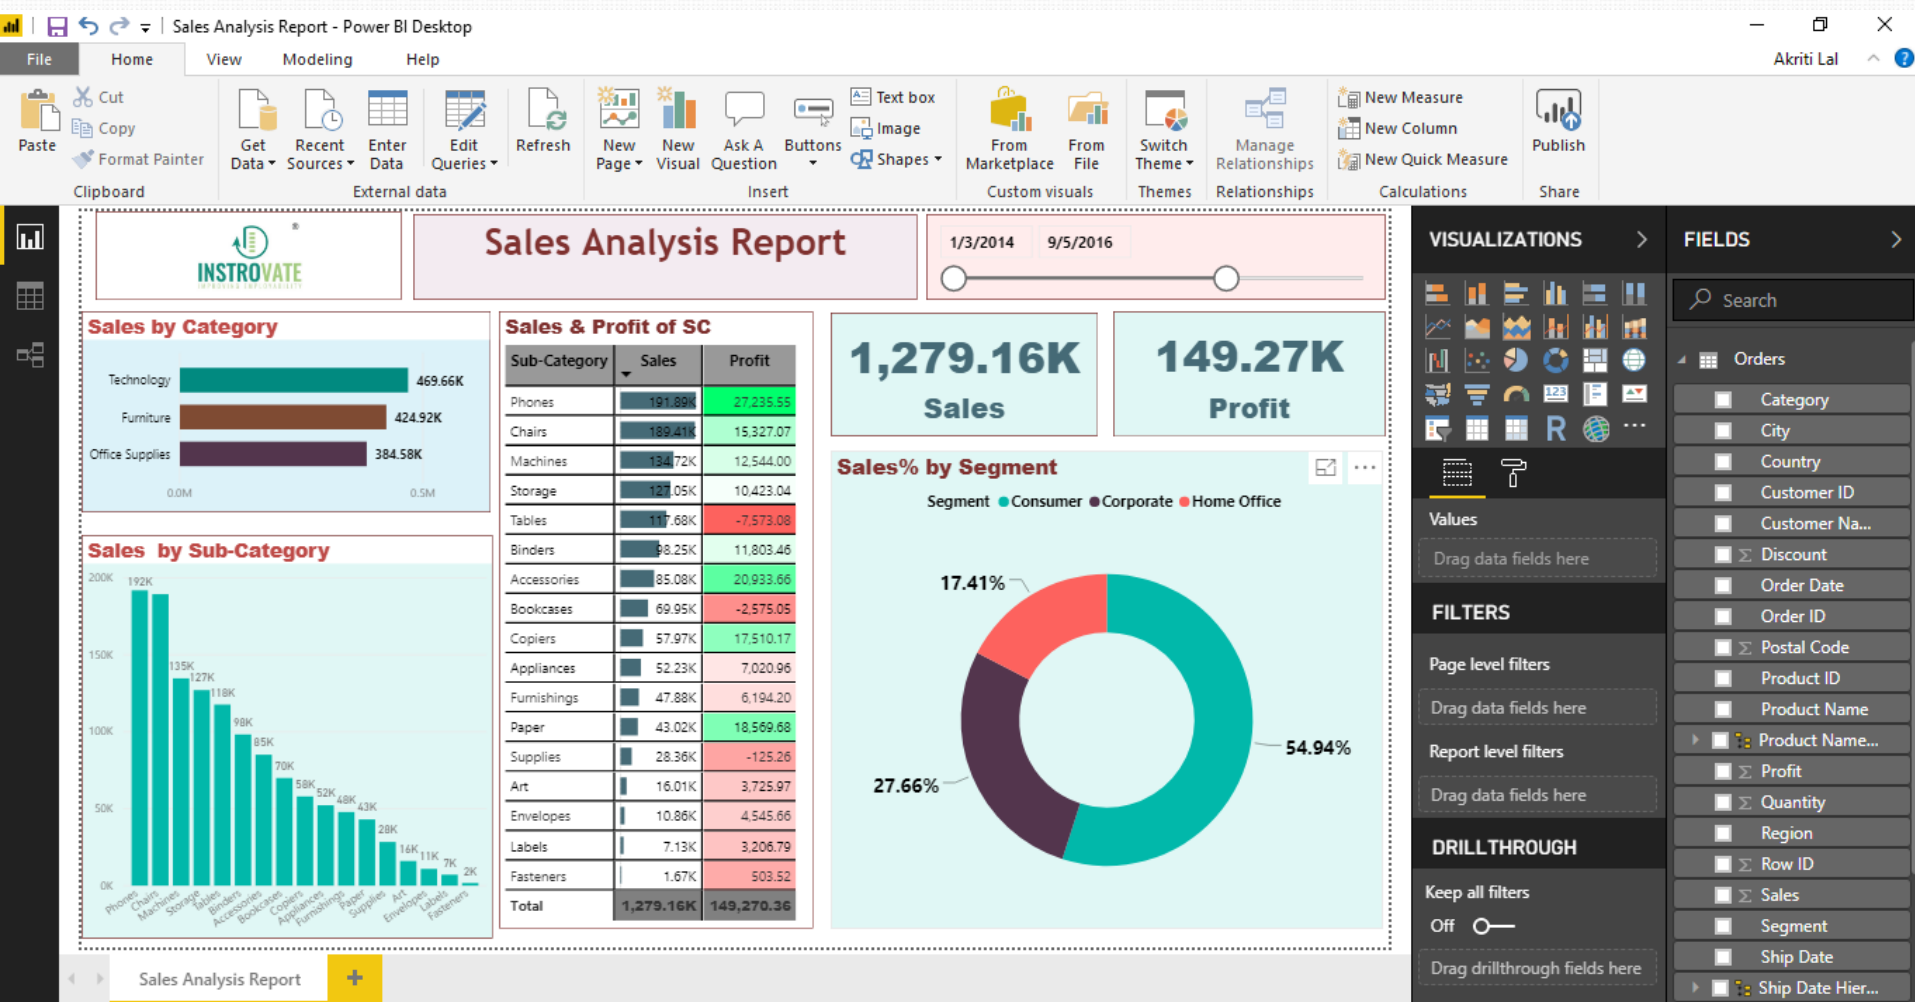 Sales Analysis Report - Power BI Desktop
File
Home
View
Modeling
Help
Akriti Lal
?
Paste
Cut
Copy
Format Painter
Clipboard
Get Data
Recent Sources
Enter Data
Edit Queries
Refresh
External data
New Page
New Visual
Ask A Question
Buttons
Text box
Image
Shapes
Insert
From Marketplace
From File
Custom visuals
Switch Theme
Themes
Manage Relationships
Relationships
New Measure
New Column
New Quick Measure
Calculations
Publish
Share
INSTROVATE
IMPROVING EMPLOYABILITY
Sales Analysis Report
1/3/2014 9/5/2016
Sales by Category
Technology 469.66K
Furniture 424.92K
Office Supplies 384.58K
0.0M 0.5M
Sales by Sub-Category
200K
150K
100K
50K
0K
192K
135K
127K
118K
98K
85K
70K
58K
52K
48K
43K
28K
16K
11K
7K
2K
Phones
Chairs
Machines
Storage
Tables
Binders
Accessories
Bookcases
Copiers
Appliances
Furnishings
Paper
Supplies
Art
Envelopes
Labels
Fasteners
Sales & Profit of SC
Sub-Category Sales Profit
Phones 191.89K 27,235.55
Chairs 189.41K 15,327.07
Machines 134.72K 12,544.00
Storage 127.05K 10,423.04
Tables 117.68K -7,573.08
Binders 98.25K 11,803.46
Accessories 85.08K 20,933.66
Bookcases 69.95K -2,575.05
Copiers 57.97K 17,510.17
Appliances 52.23K 7,020.96
Furnishings 47.88K 6,194.20
Paper 43.02K 18,569.68
Supplies 28.36K -125.26
Art 16.01K 3,725.97
Envelopes 10.86K 4,545.66
Labels 7.13K 3,206.79
Fasteners 1.67K 503.52
Total 1,279.16K 149,270.36
1,279.16K
Sales
149.27K
Profit
Sales% by Segment
Segment Consumer Corporate Home Office
17.41%
54.94%
27.66%
VISUALIZATIONS
123
R
Values
Drag data fields here
FILTERS
Page level filters
Drag data fields here
Report level filters
Drag data fields here
DRILLTHROUGH
Keep all filters
Off
Drag drillthrough fields here
FIELDS
Search
Orders
Category
City
Country
Customer ID
Customer Na...
Σ Discount
Order Date
Order ID
Σ Postal Code
Product ID
Product Name
Product Name...
Σ Profit
Σ Quantity
Region
Σ Row ID
Σ Sales
Segment
Ship Date
Ship Date Hier...
Sales Analysis Report
+